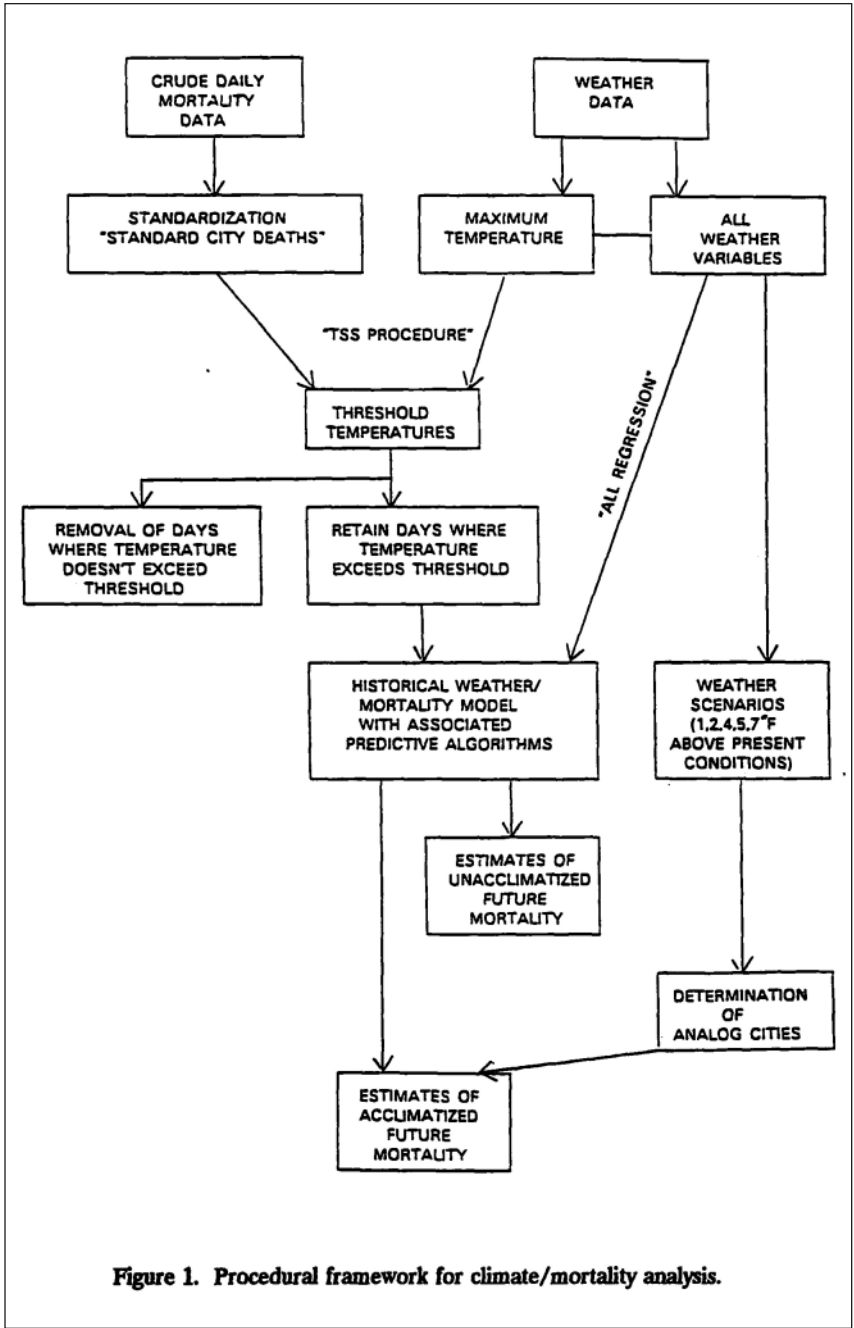 CRUDE DAILY
MORTALITY
DATA
WEATHER
DATA
STANDARDIZATION
"STANDARD CITY DEATHS"
MAXIMUM
TEMPERATURE
ALL
WEATHER
VARIABLES
"TSS PROCEDURE"
"ALL REGRESSION"
THRESHOLD
TEMPERATURES
REMOVAL OF DAYS
WHERE TEMPERATURE
DOESN'T EXCEED
THRESHOLD
RETAIN DAYS WHERE
TEMPERATURE
EXCEEDS THRESHOLD
HISTORICAL WEATHER/
MORTALITY MODEL
WITH ASSOCIATED
PREDICTIVE ALGORITHMS
WEATHER
SCENARIOS
(1,2,4,5,7°F
ABOVE PRESENT
CONDITIONS)
ESTIMATES OF
UNACCLIMATIZED
FUTURE
MORTALITY
DETERMINATION
OF
ANALOG CITIES
ESTIMATES OF
ACCLIMATIZED
FUTURE
MORTALITY
Figure 1. Procedural framework for climate/mortality analysis.